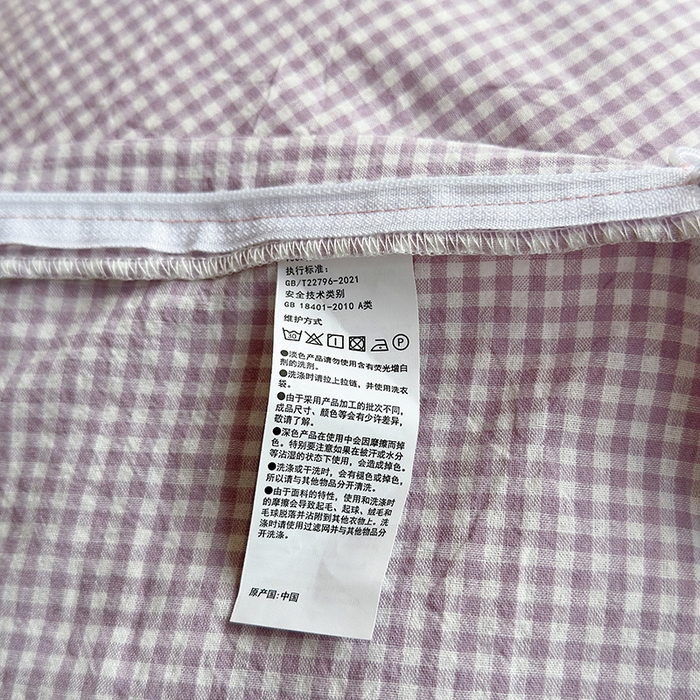 执行标准:
GB/T22796-2021
安全技术类别
GB 18401-2010 A类
维护方式
30 P
●淡色产品请勿使用含有荧光增白
剂的洗剂。
●洗涤时请拉上拉链，并使用洗衣
袋。
●由于采用产品加工的批次不同，
成品尺寸、颜色等会有少许差异，
敬请了解。
●深色产品在使用中会因摩擦而掉
色。特别要注意如果在被汗或水分
等沾湿的状态下使用，会造成掉色。
●洗涤或干洗时，会有褪色或掉色，
所以请与其他物品分开清洗。
●由于面料的特性，使用和洗涤时
的摩擦会导致起毛、起球，绒毛和
毛球脱落并沾附到其他衣物上。洗
涤时请使用过滤网并与其他物品分
开洗涤。
原产国:中国